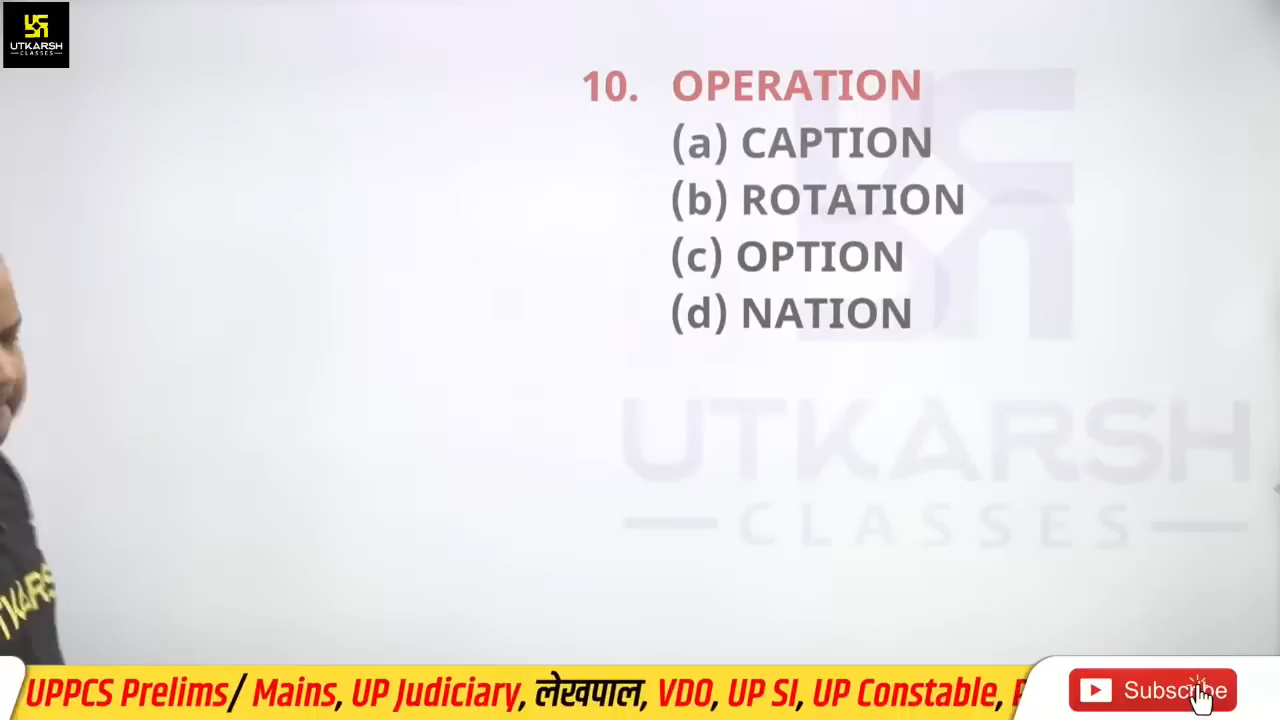 UTKARSH
CLASSES
10. OPERATION
(a) CAPTION
(b) ROTATION
(c) OPTION
(d) NATION
UTKARSH
CLASSES
UPPCS Prelims/ Mains, UP Judiciary, लेखपाल, VDO, UP SI, UP Constable,
Subscribe